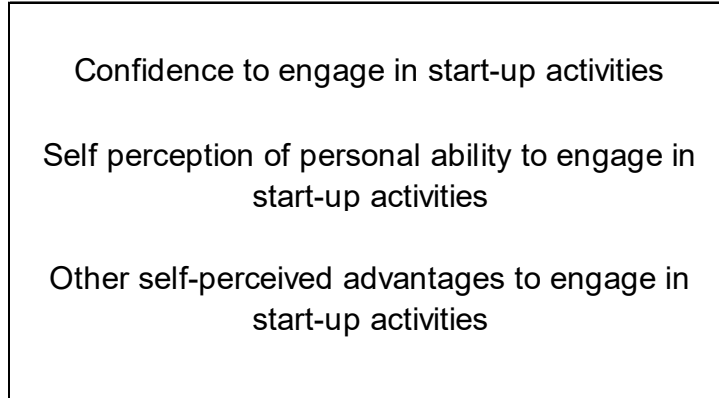 Confidence to engage in start-up activities
Self perception of personal ability to engage in
start-up activities
Other self-perceived advantages to engage in
start-up activities